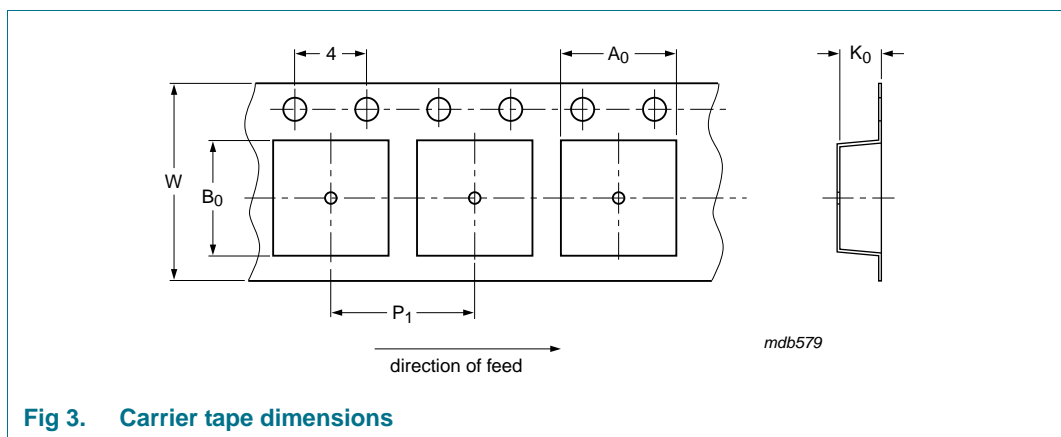 4
A0
K0
W
B0
P1
direction of feed
mdb579
Fig 3. Carrier tape dimensions